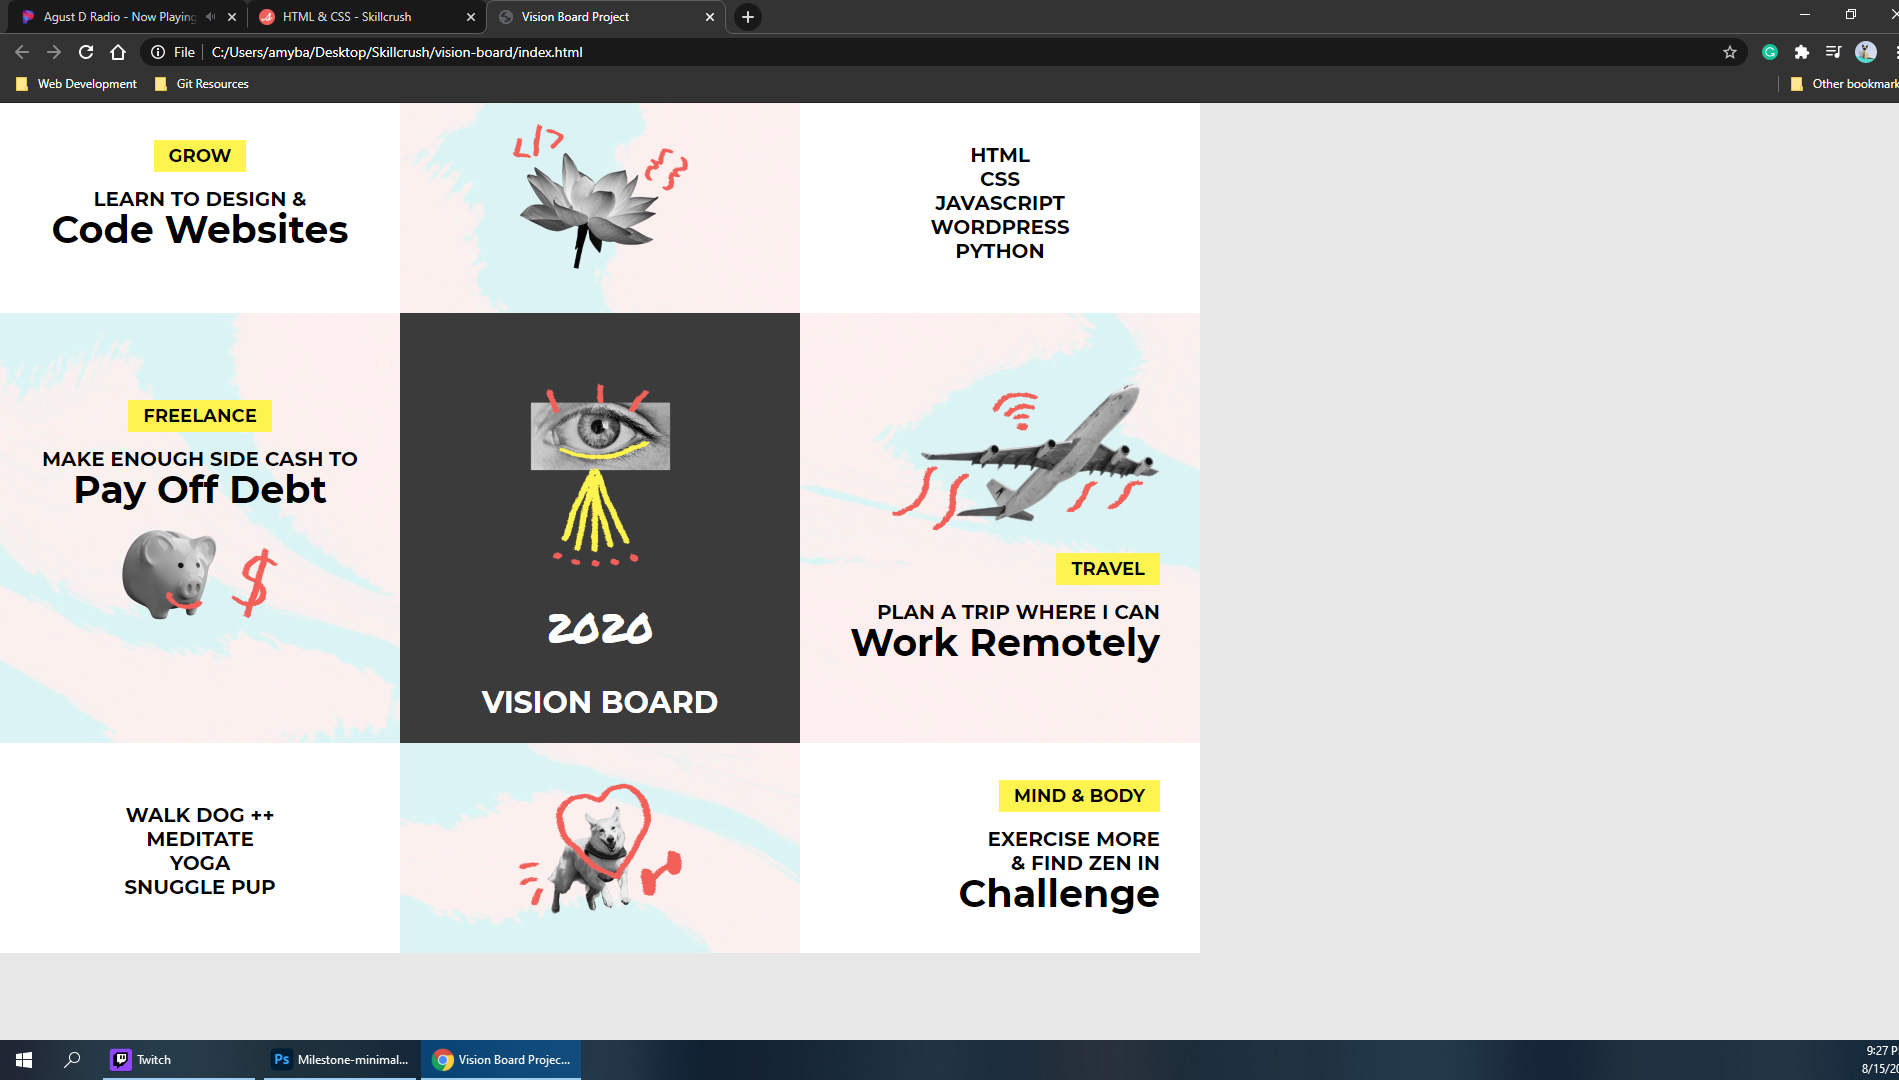 Agust D Radio - Now Playing
HTML & CSS - Skillcrush
Vision Board Project
File
C:/Users/amyba/Desktop/Skillcrush/vision-board/index.html
Web Development
Git Resources
Other bookmark
GROW
LEARN TO DESIGN &
Code Websites
</>
{}
HTML
CSS
JAVASCRIPT
WORDPRESS
PYTHON
FREELANCE
MAKE ENOUGH SIDE CASH TO
Pay Off Debt
$
2020
VISION BOARD
TRAVEL
PLAN A TRIP WHERE I CAN
Work Remotely
WALK DOG ++
MEDITATE
YOGA
SNUGGLE PUP
MIND & BODY
EXERCISE MORE
& FIND ZEN IN
Challenge
Twitch
Ps
Milestone-minimal...
Vision Board Projec...
9:27 P
8/15/20